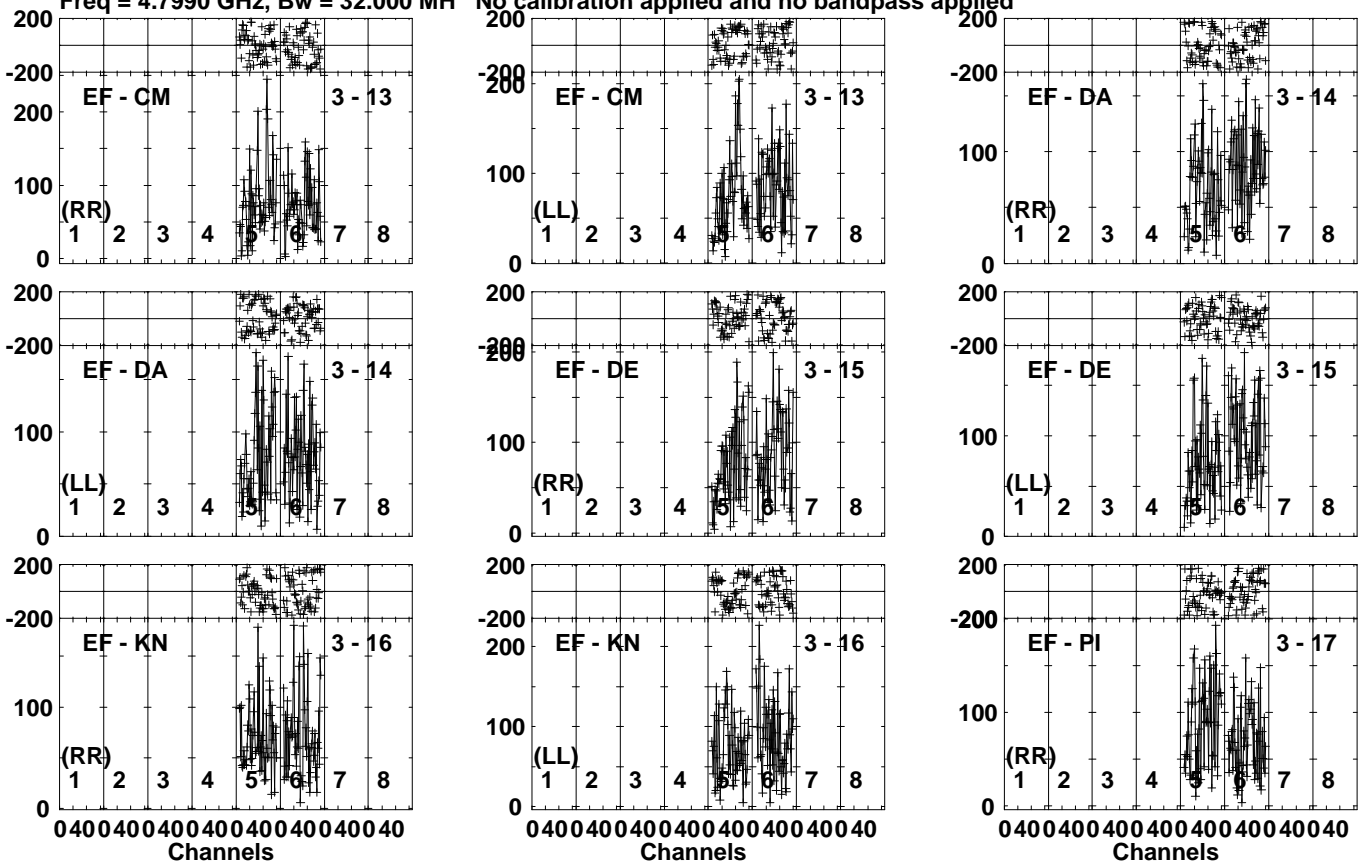 Freq = 4.7990 GHz, Bw = 32.000 MH No calibration applied and no bandpass applied
200 200 200
-200 -200 -200
EF - CM 3 - 13 EF - CM 3 - 13 EF - DA 3 - 14
200 200
100 100 100
(RR) (LL) (RR)
1 2 3 4 5 6 7 8 1 2 3 4 5 6 7 8 1 2 3 4 5 6 7 8
0 0 0
200 200 200
-200 -200 -200
200
EF - DA 3 - 14 EF - DE 3 - 15 EF - DE 3 - 15
100 100 100
(LL) (RR) (LL)
1 2 3 4 5 6 7 8 1 2 3 4 5 6 7 8 1 2 3 4 5 6 7 8
0 0 0
200 200 200
-200 -200 -200
EF - KN 3 - 16 EF - KN 3 - 16 EF - PI 3 - 17
200
100 100 100
(RR) (LL) (RR)
1 2 3 4 5 6 7 8 1 2 3 4 5 6 7 8 1 2 3 4 5 6 7 8
0 0 0
0 40 0 40 0 40 0 40 0 40 0 40 0 40 0 40 0 40 0 40 0 40 0 40 0 40 0 40 0 40 0 40 0 40 0 40 0 40 0 40 0 40 0 40 0 40 0 40
Channels Channels Channels